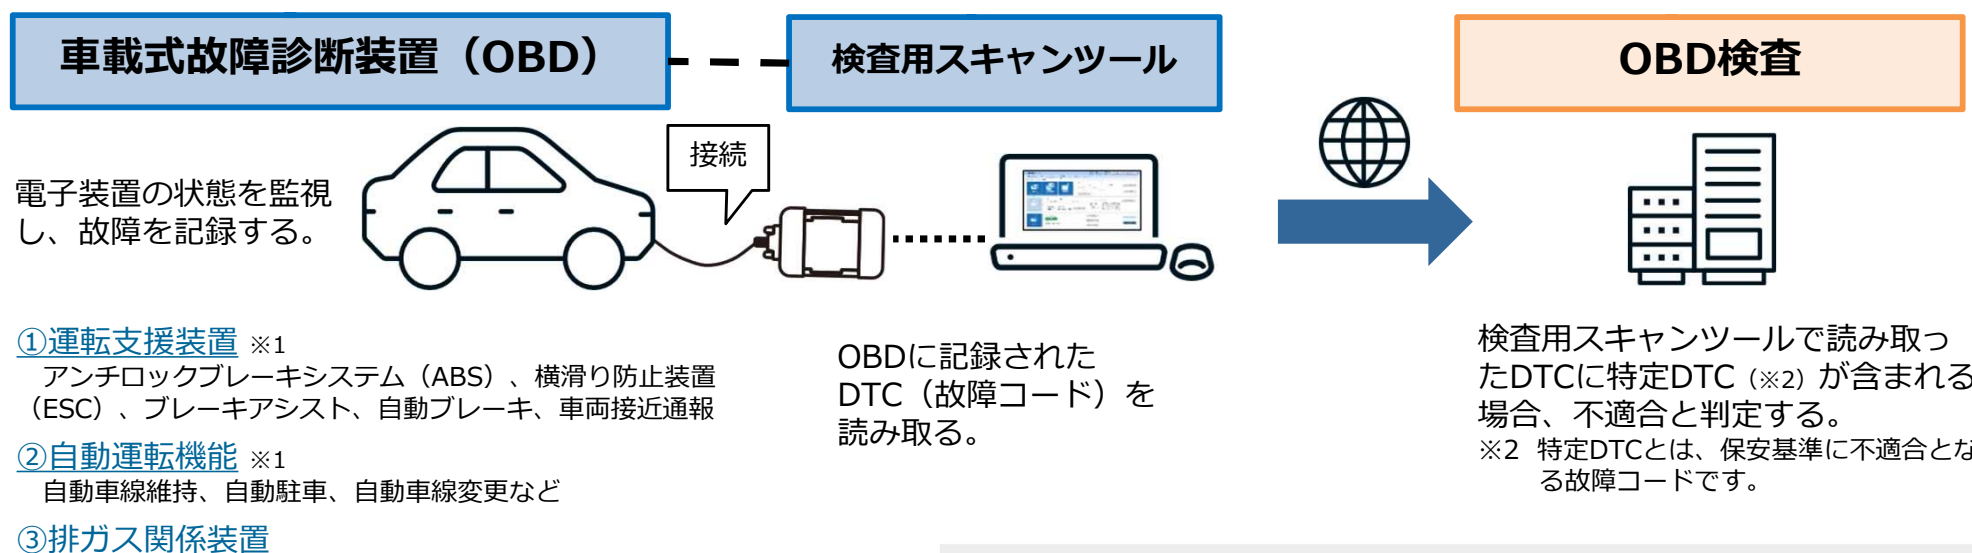 車載式故障診断装置（OBD）
検査用スキャンツール
OBD検査
接続
電子装置の状態を監視
し、故障を記録する。
①運転支援装置 ※1
アンチロックブレーキシステム（ABS）、横滑り防止装置
（ESC）、ブレーキアシスト、自動ブレーキ、車両接近通報
②自動運転機能 ※1
自動車線維持、自動駐車、自動車線変更など
③排ガス関係装置
OBDに記録された
DTC（故障コード）を
読み取る。
検査用スキャンツールで読み取っ
たDTCに特定DTC（※2）が含まれる
場合、不適合と判定する。
※2 特定DTCとは、保安基準に不適合とな
る故障コードです。